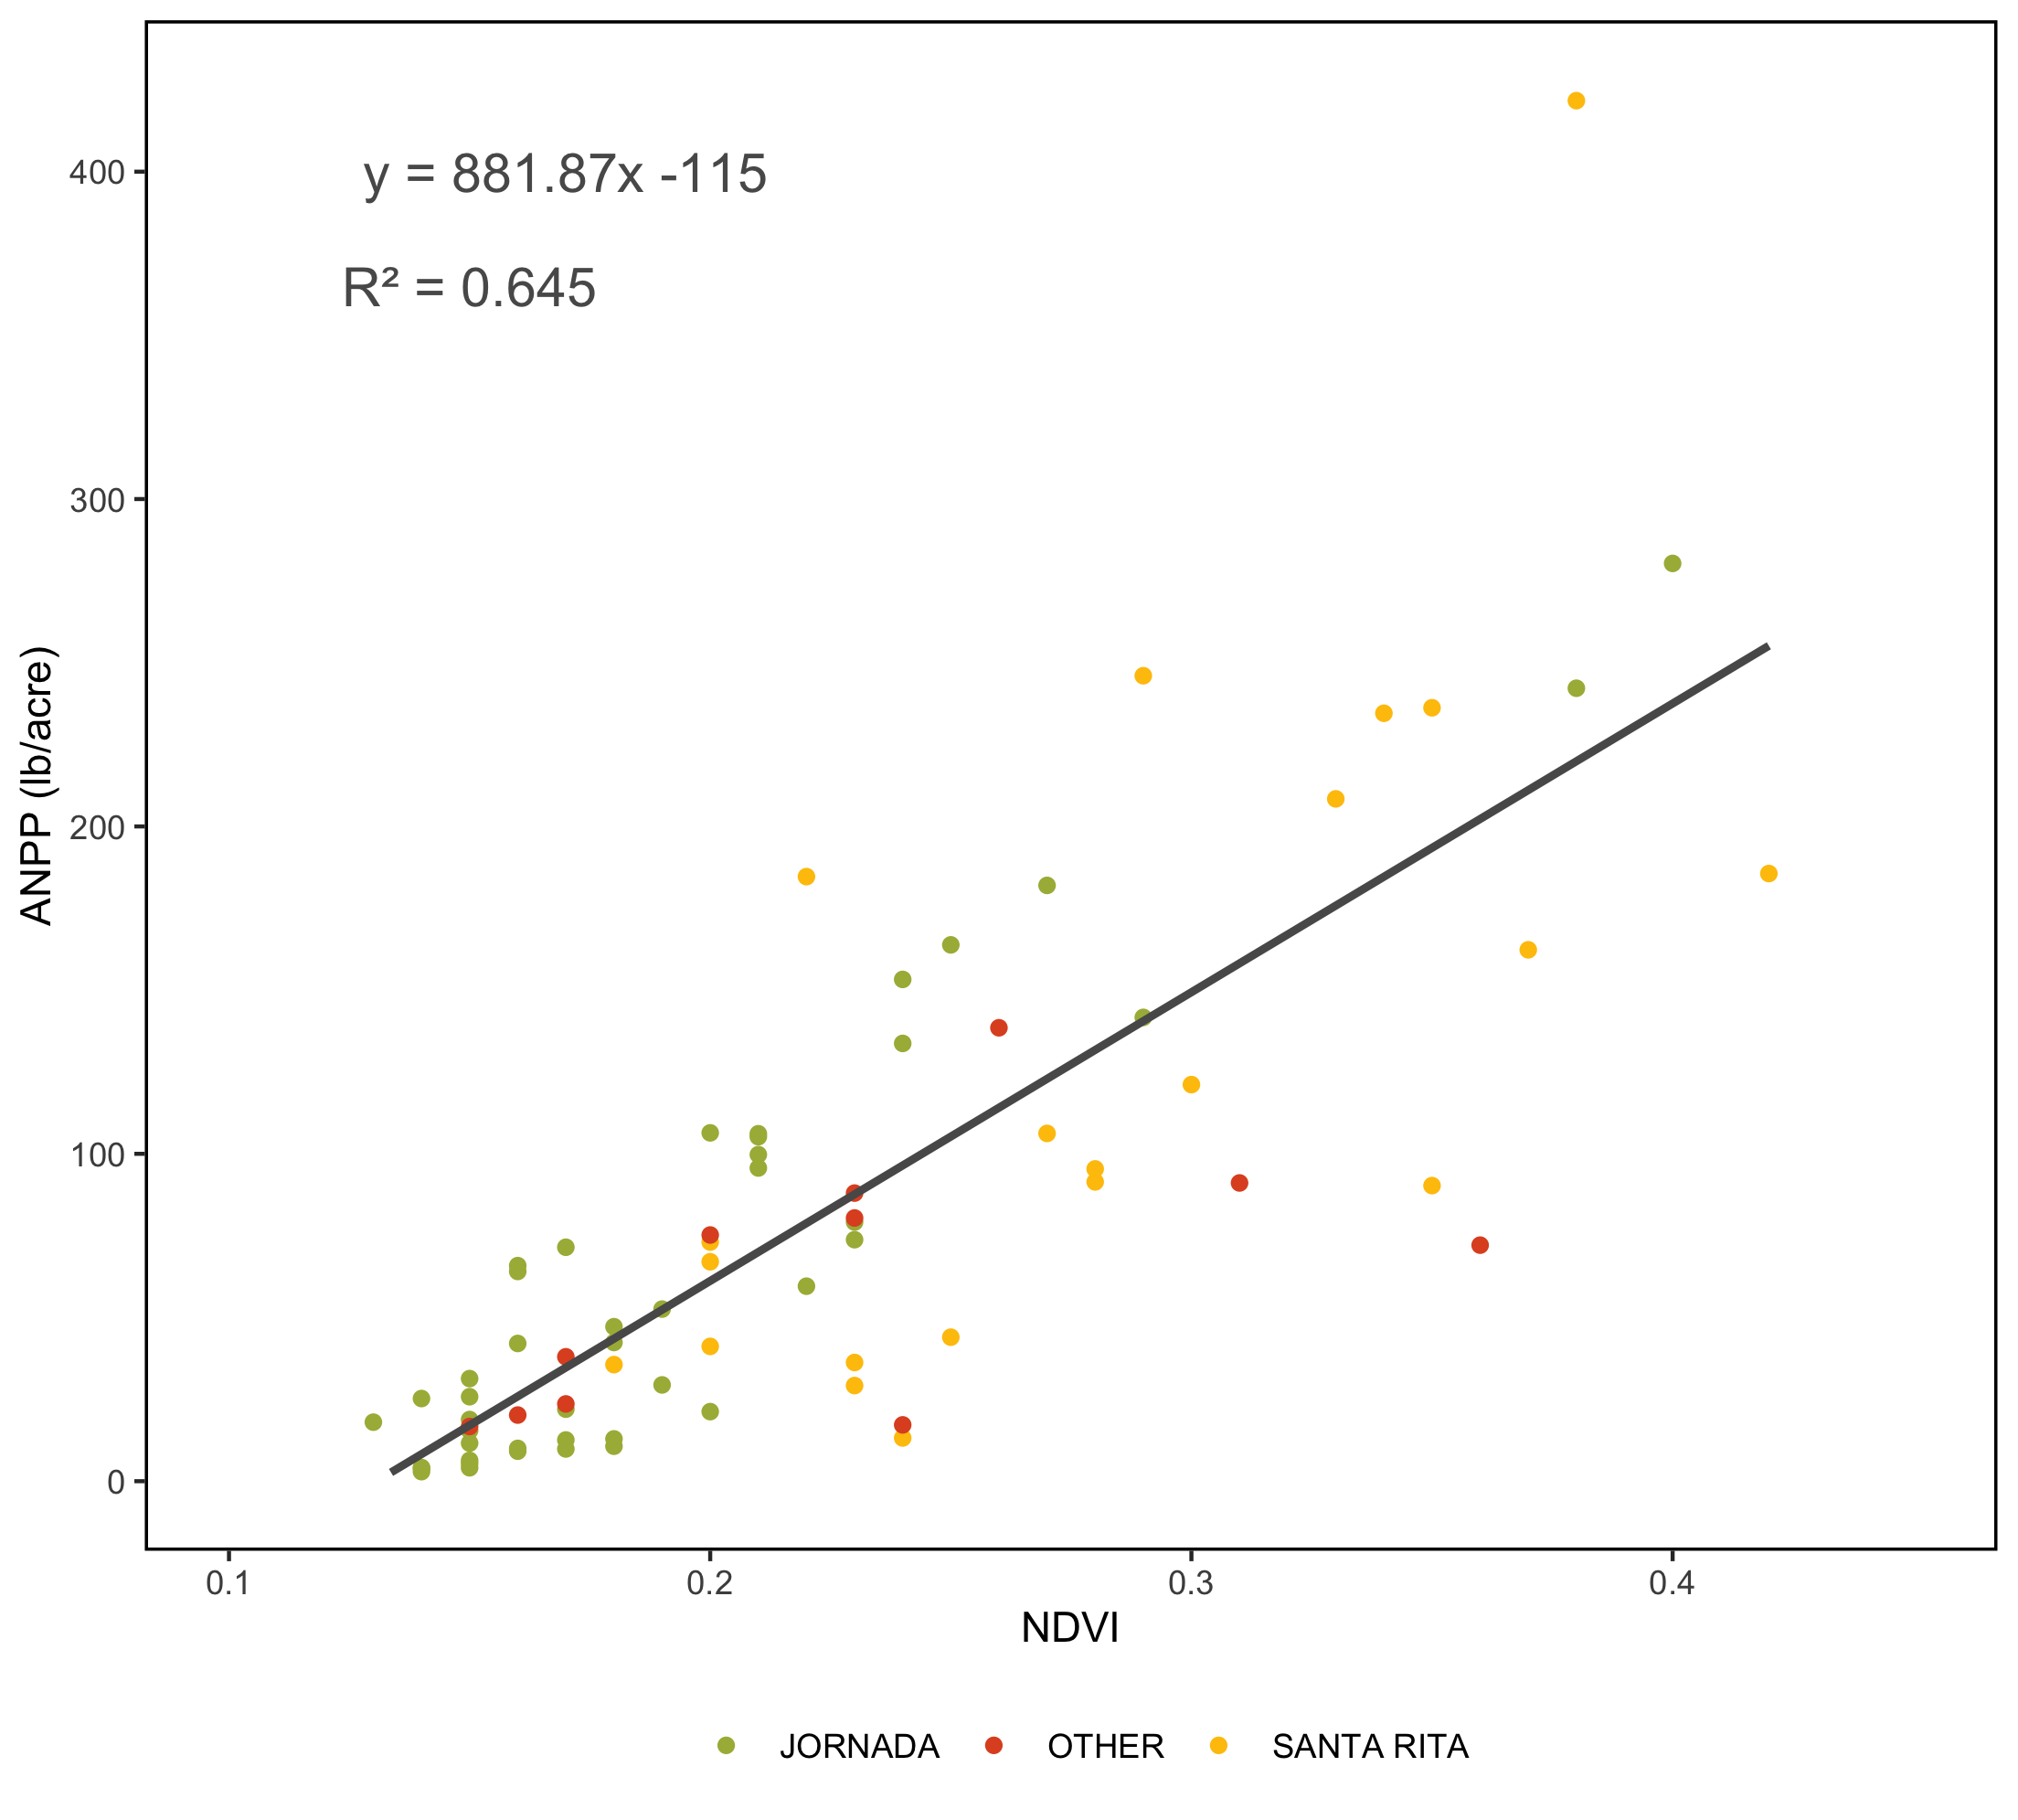 y = 881.87x -115
R² = 0.645
400
300
200
100
0
ANPP (lb/acre)
0.1 0.2 0.3 0.4
NDVI
JORNADA OTHER SANTA RITA